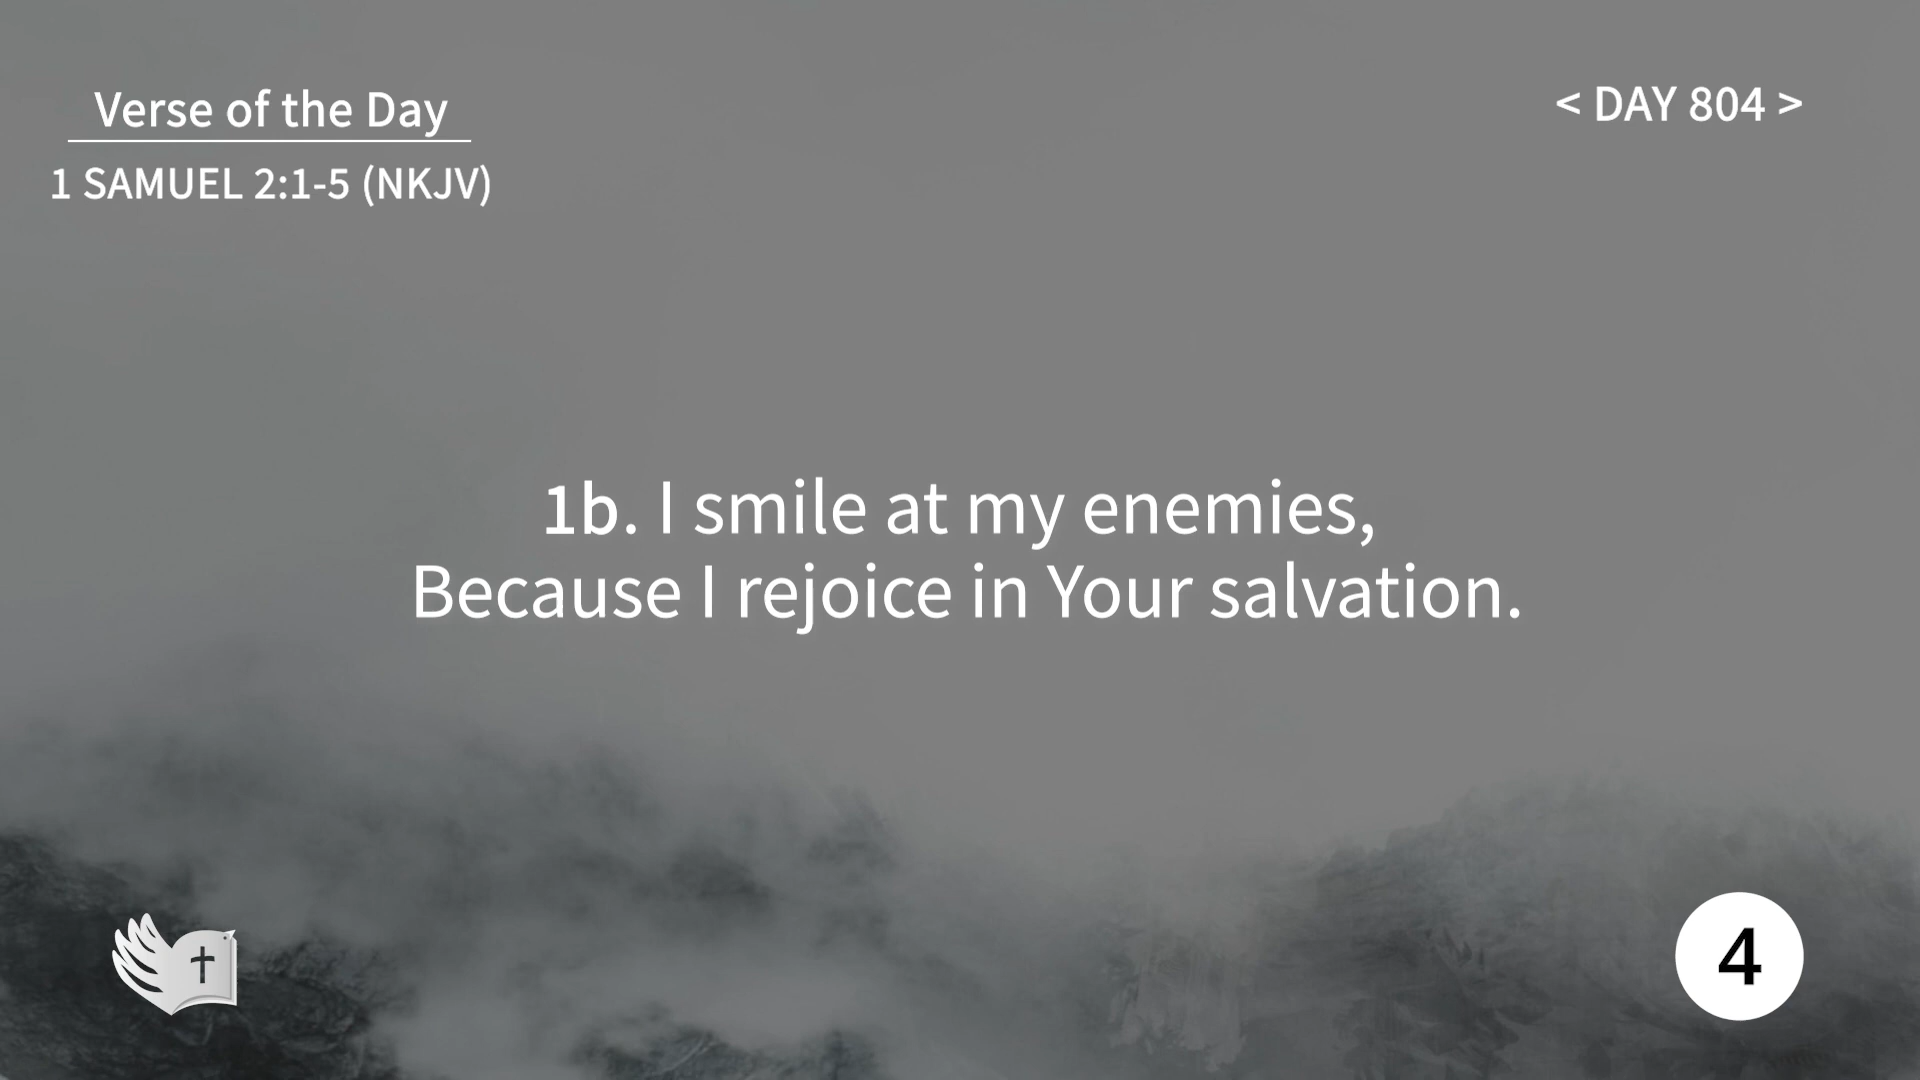 Verse of the Day
1 SAMUEL 2:1-5 (NKJV)
< DAY 804 >
1b. I smile at my enemies,
Because I rejoice in Your salvation.
4